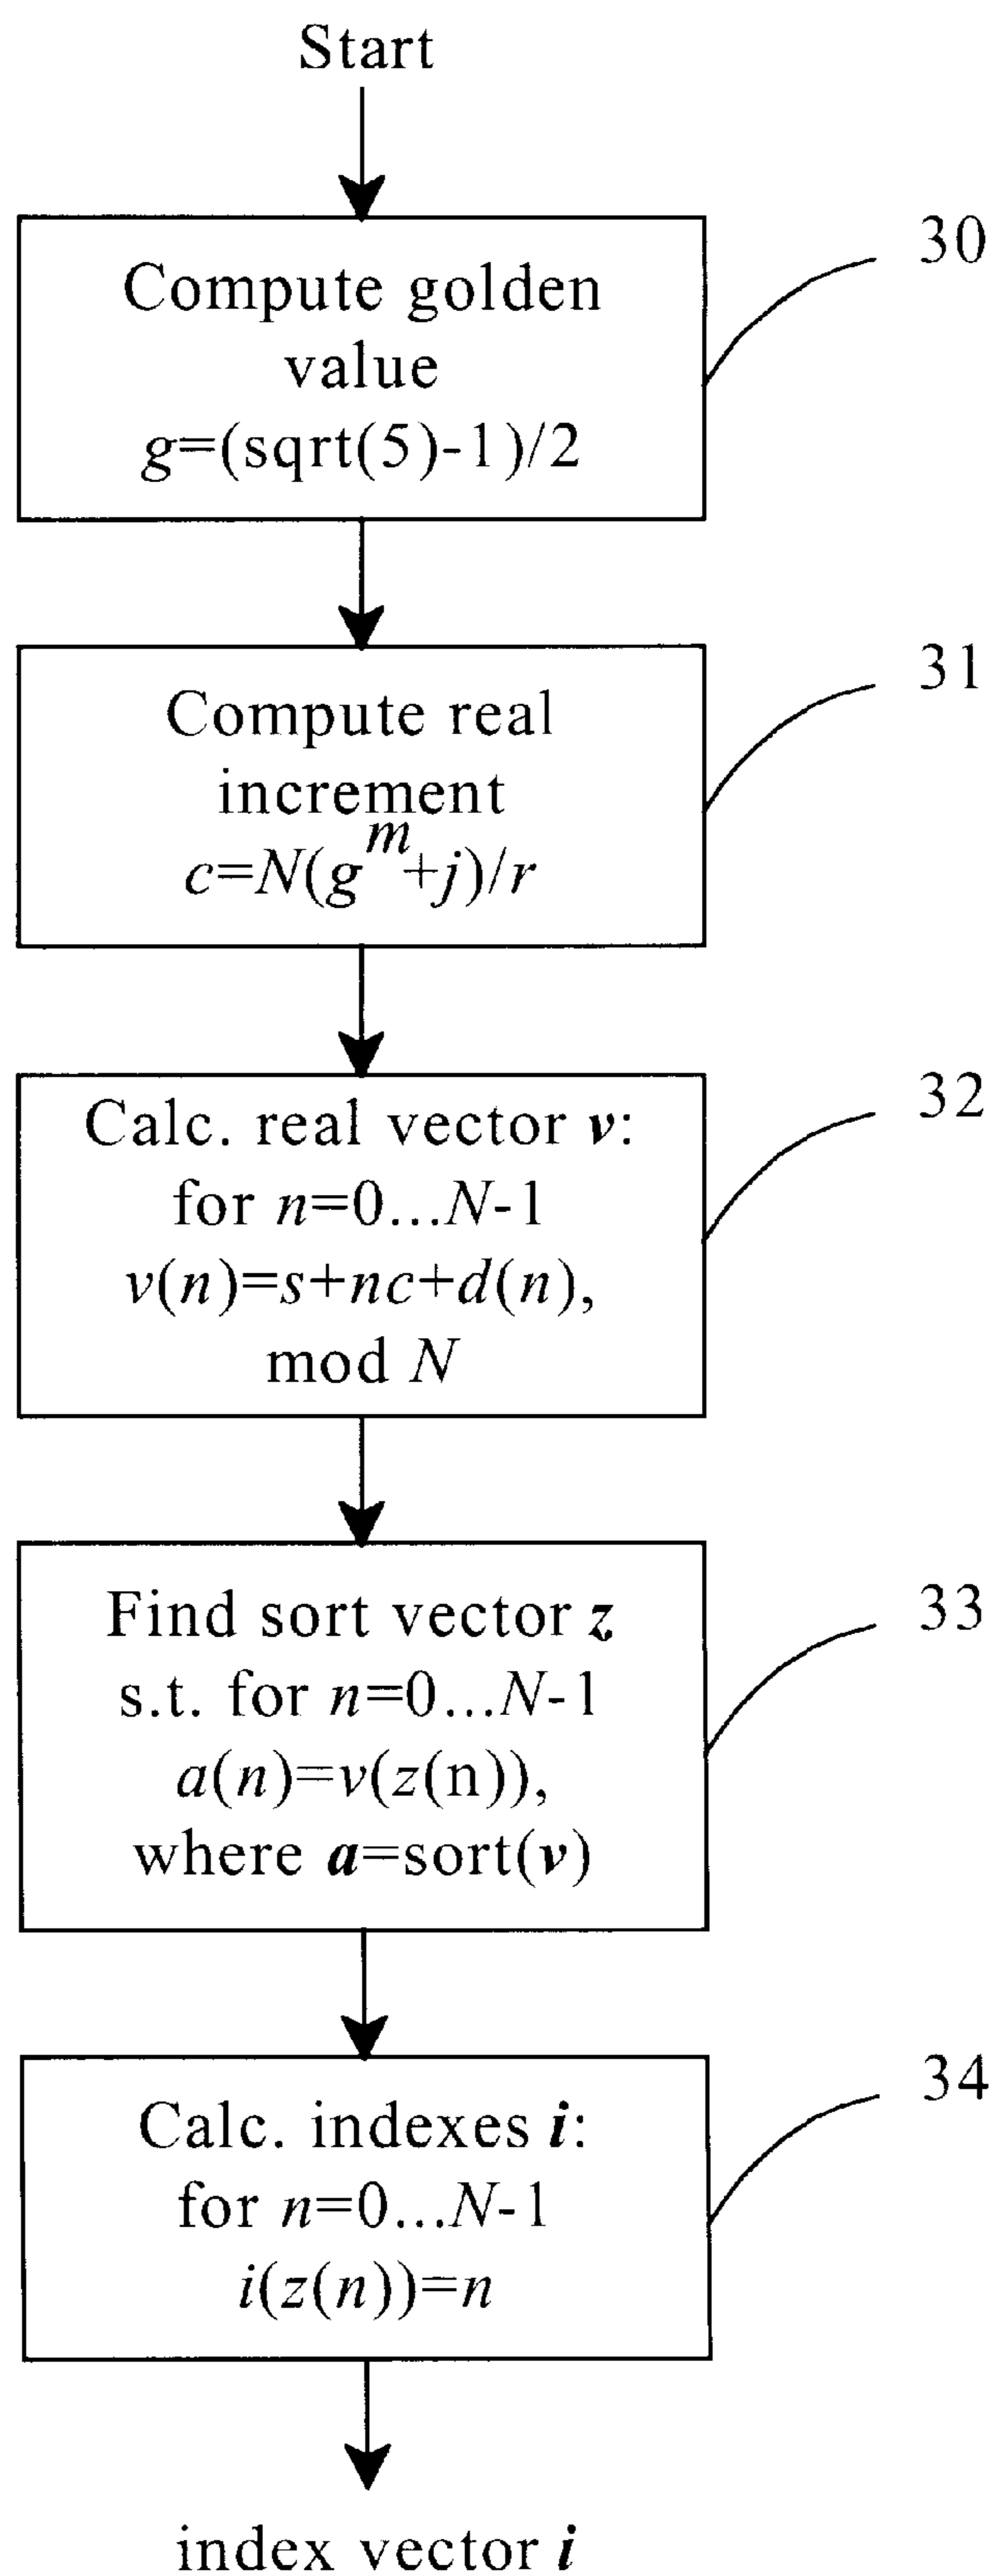 Start
30
Compute golden
value
g=(sqrt(5)-1)/2
31
Compute real
increment
c=N(g^m+j)/r
32
Calc. real vector v:
for n=0...N-1
v(n)=s+nc+d(n),
mod N
33
Find sort vector z
s.t. for n=0...N-1
a(n)=v(z(n)),
where a=sort(v)
34
Calc. indexes i:
for n=0...N-1
i(z(n))=n
index vector i